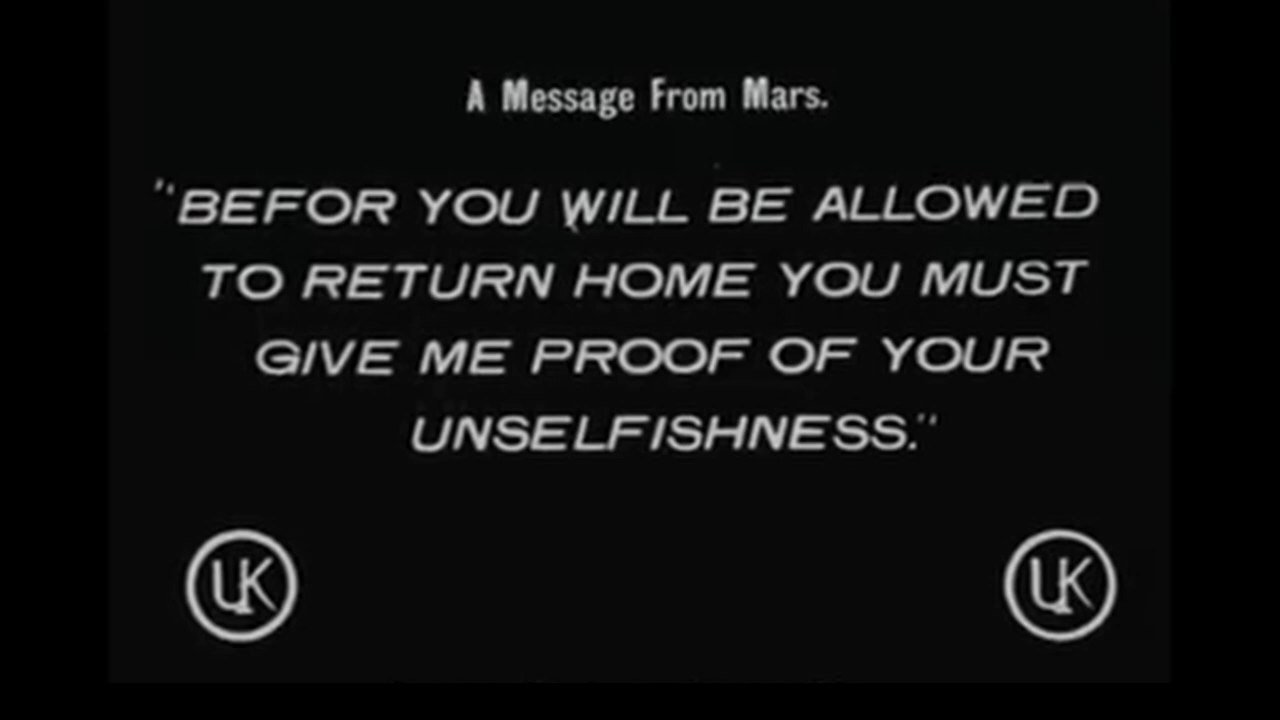 A Message From Mars.
"BEFOR YOU WILL BE ALLOWED
TO RETURN HOME YOU MUST
GIVE ME PROOF OF YOUR
UNSELFISHNESS."
UK UK